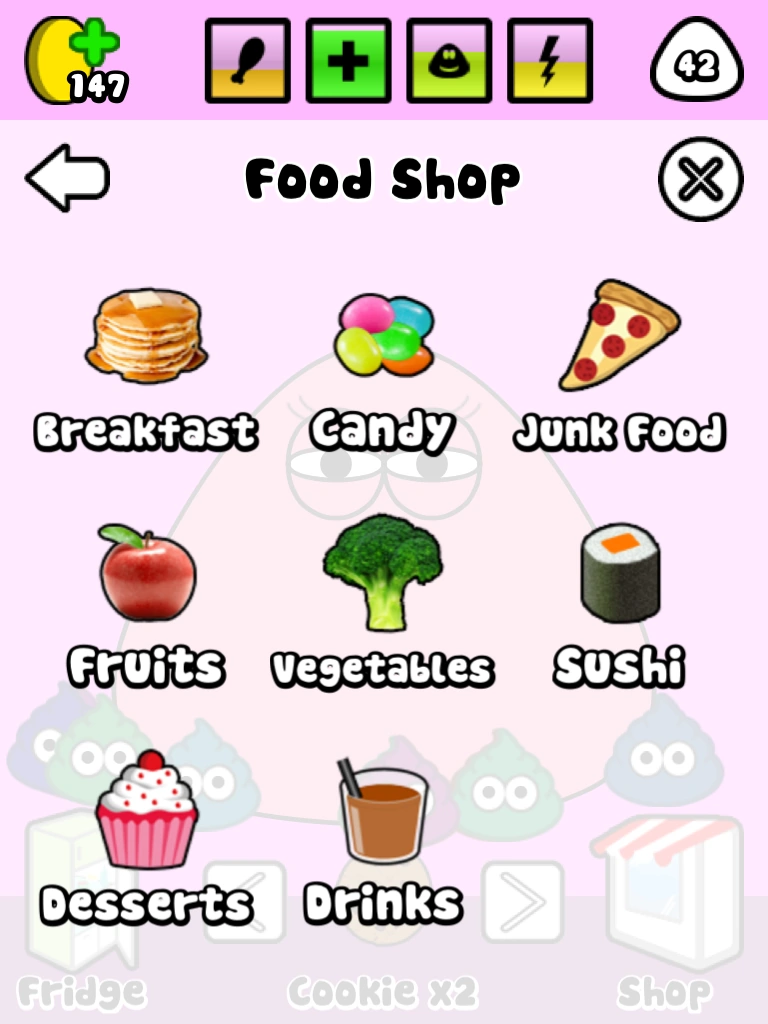 147
42
Food Shop
Breakfast
Candy
Junk Food
Fruits
Vegetables
Sushi
Desserts
Drinks
Fridge
Cookie x2
Shop